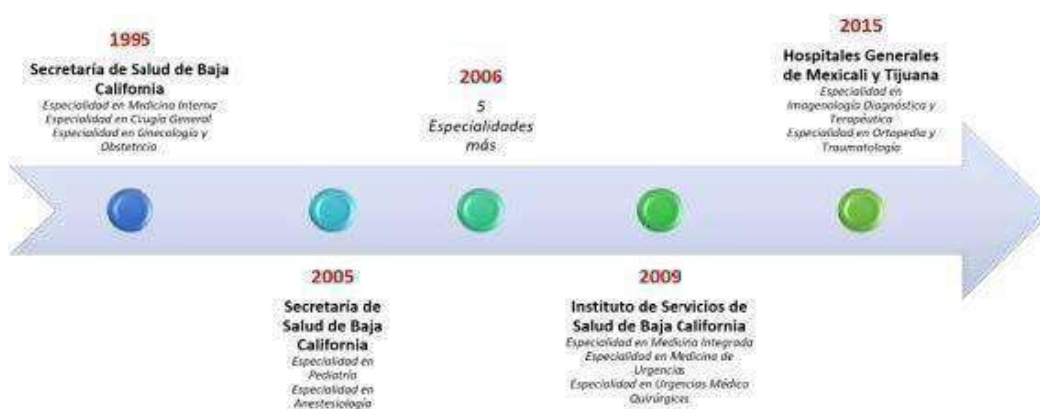 1995
Secretaría de Salud de Baja
California
Especialidad en Medicina Interna
Especialidad en Cirugía General
Especialidad en Ginecología y
Obstetricia
2005
Secretaría de
Salud de Baja
California
Especialidad en
Pediatría
Especialidad en
Anestesiología
2006
5
Especialidades
más
2009
Instituto de Servicios de
Salud de Baja California
Especialidad en Medicina Integrada
Especialidad en Medicina de
Urgencias
Especialidad en Urgencias Médico
Quirúrgicas
2015
Hospitales Generales
de Mexicali y Tijuana
Especialidad en
Imagenología Diagnóstica y
Terapéutica
Especialidad en Ortopedia y
Traumatología